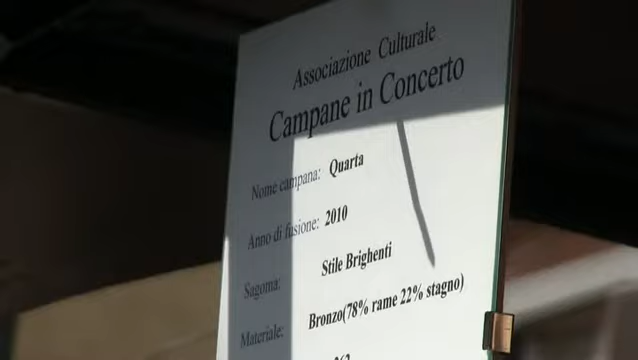 Associazione Culturale
Campane in Concerto
Nome campana: Quarta
Anno di fusione: 2010
Sagoma: Stile Brighenti
Materiale: Bronzo(78% rame 22% stagno)